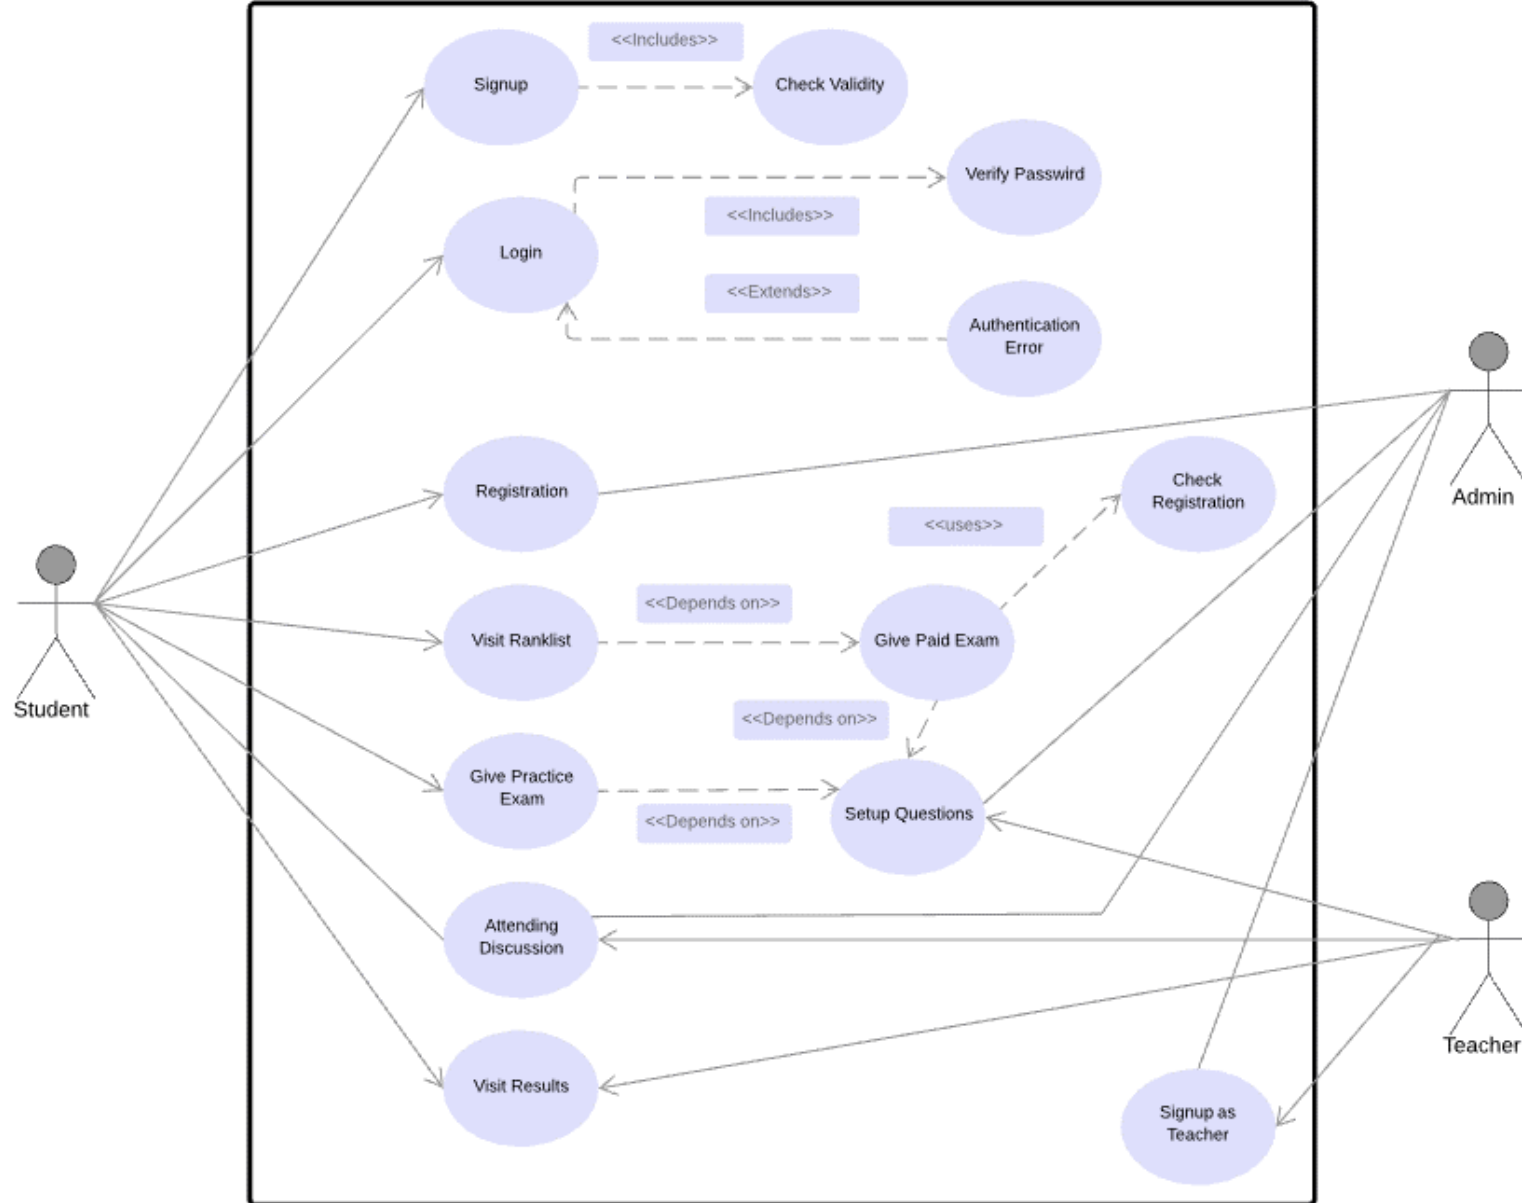 <<Includes>>
Signup
Check Validity
Verify Passwird
<<Includes>>
Login
<<Extends>>
Authentication
Error
Registration
Check
Registration
Admin
<<uses>>
<<Depends on>>
Visit Ranklist
Give Paid Exam
Student
<<Depends on>>
Give Practice
Exam
<<Depends on>>
Setup Questions
Attending
Discussion
Teacher
Visit Results
Signup as
Teacher